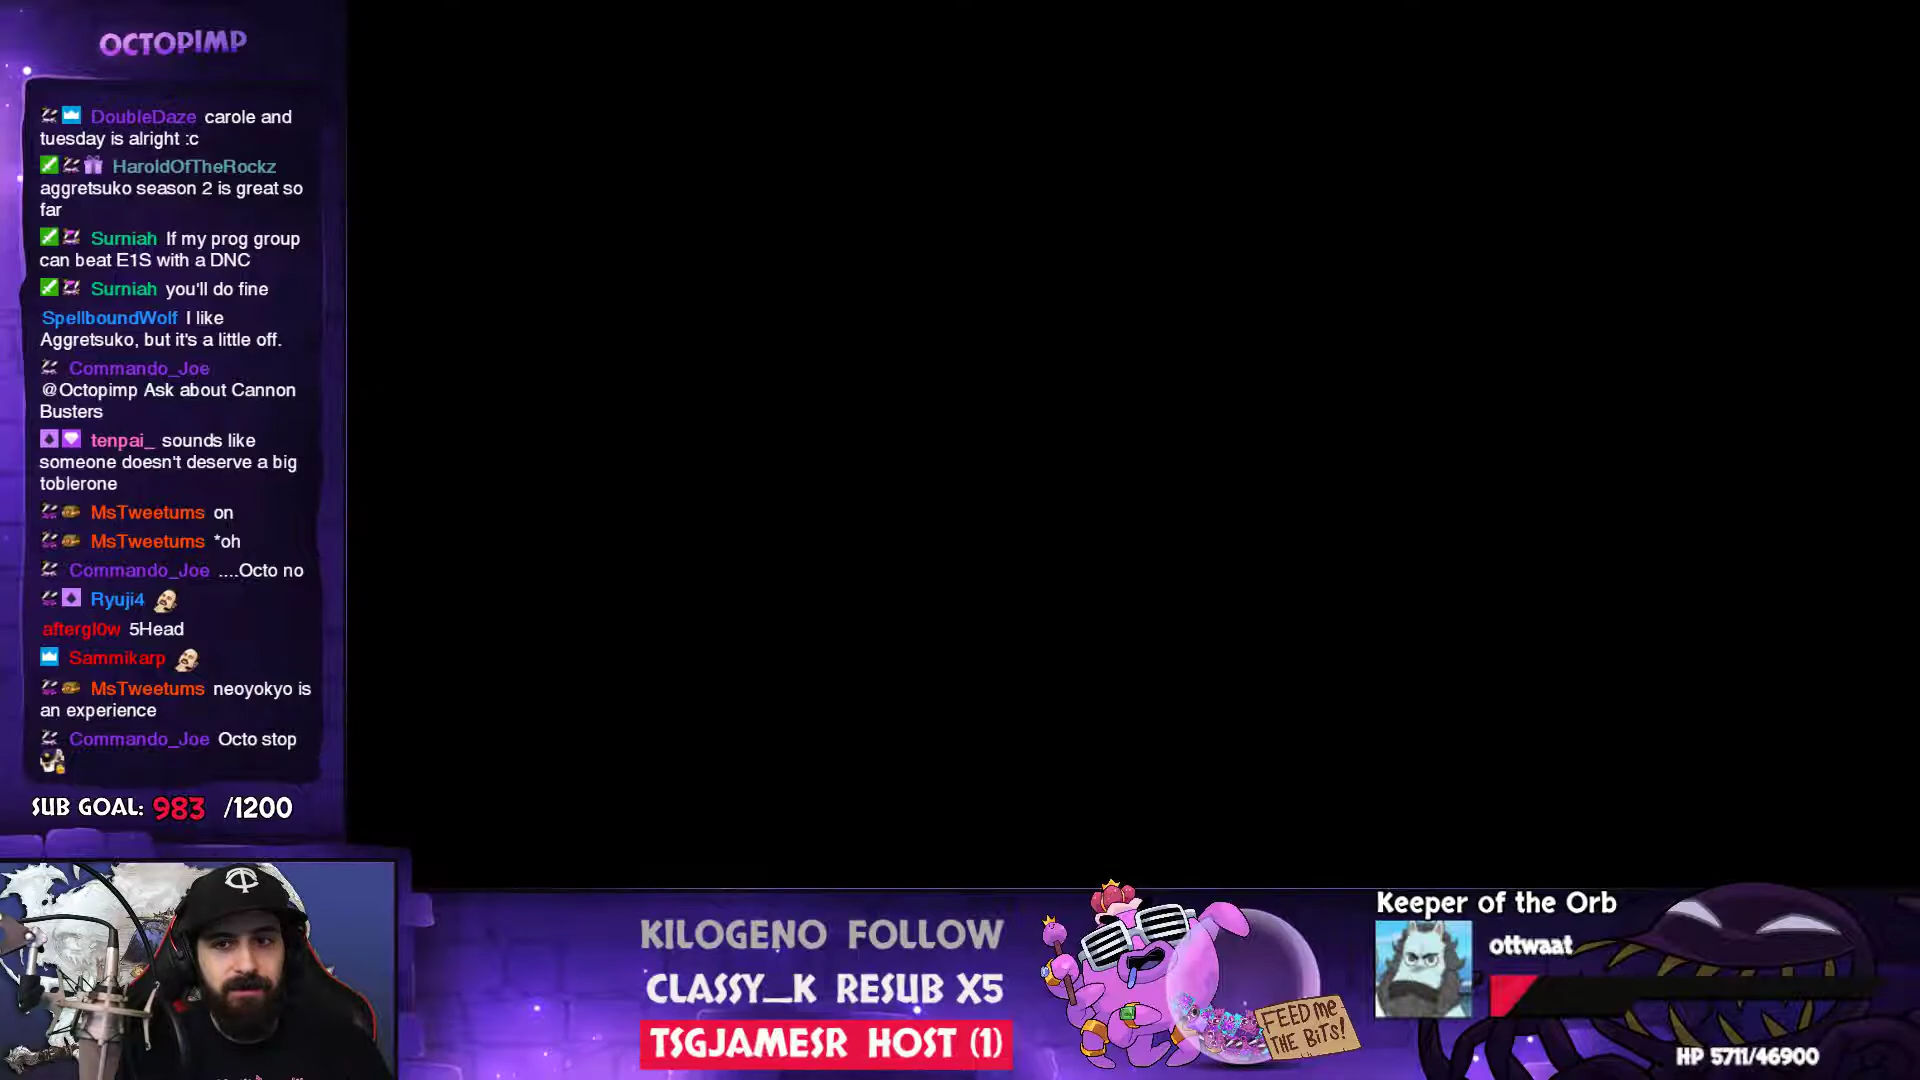 OCTOPIMP
DoubleDaze carole and
tuesday is alright :c
HaroldOfTheRockz
aggretsuko season 2 is great so
far
Surniah If my prog group
can beat E1S with a DNC
Surniah you'll do fine
SpellboundWolf I like
Aggretsuko, but it's a little off.
Commando_Joe
@Octopimp Ask about Cannon
Busters
tenpai_ sounds like
someone doesn't deserve a big
toblerone
MsTweetums on
MsTweetums *oh
Commando_Joe ....Octo no
Ryuji4
aftergl0w 5Head
Sammikarp
MsTweetums neoyokyo is
an experience
Commando_Joe Octo stop
SUB GOAL: 983 /1200
KILOGENO FOLLOW
CLASSY_K RESUB X5
TSGJAMESR HOST (1)
FEED ME
THE BiTS!
Keeper of the Orb
ottwaat
HP 5711/46900